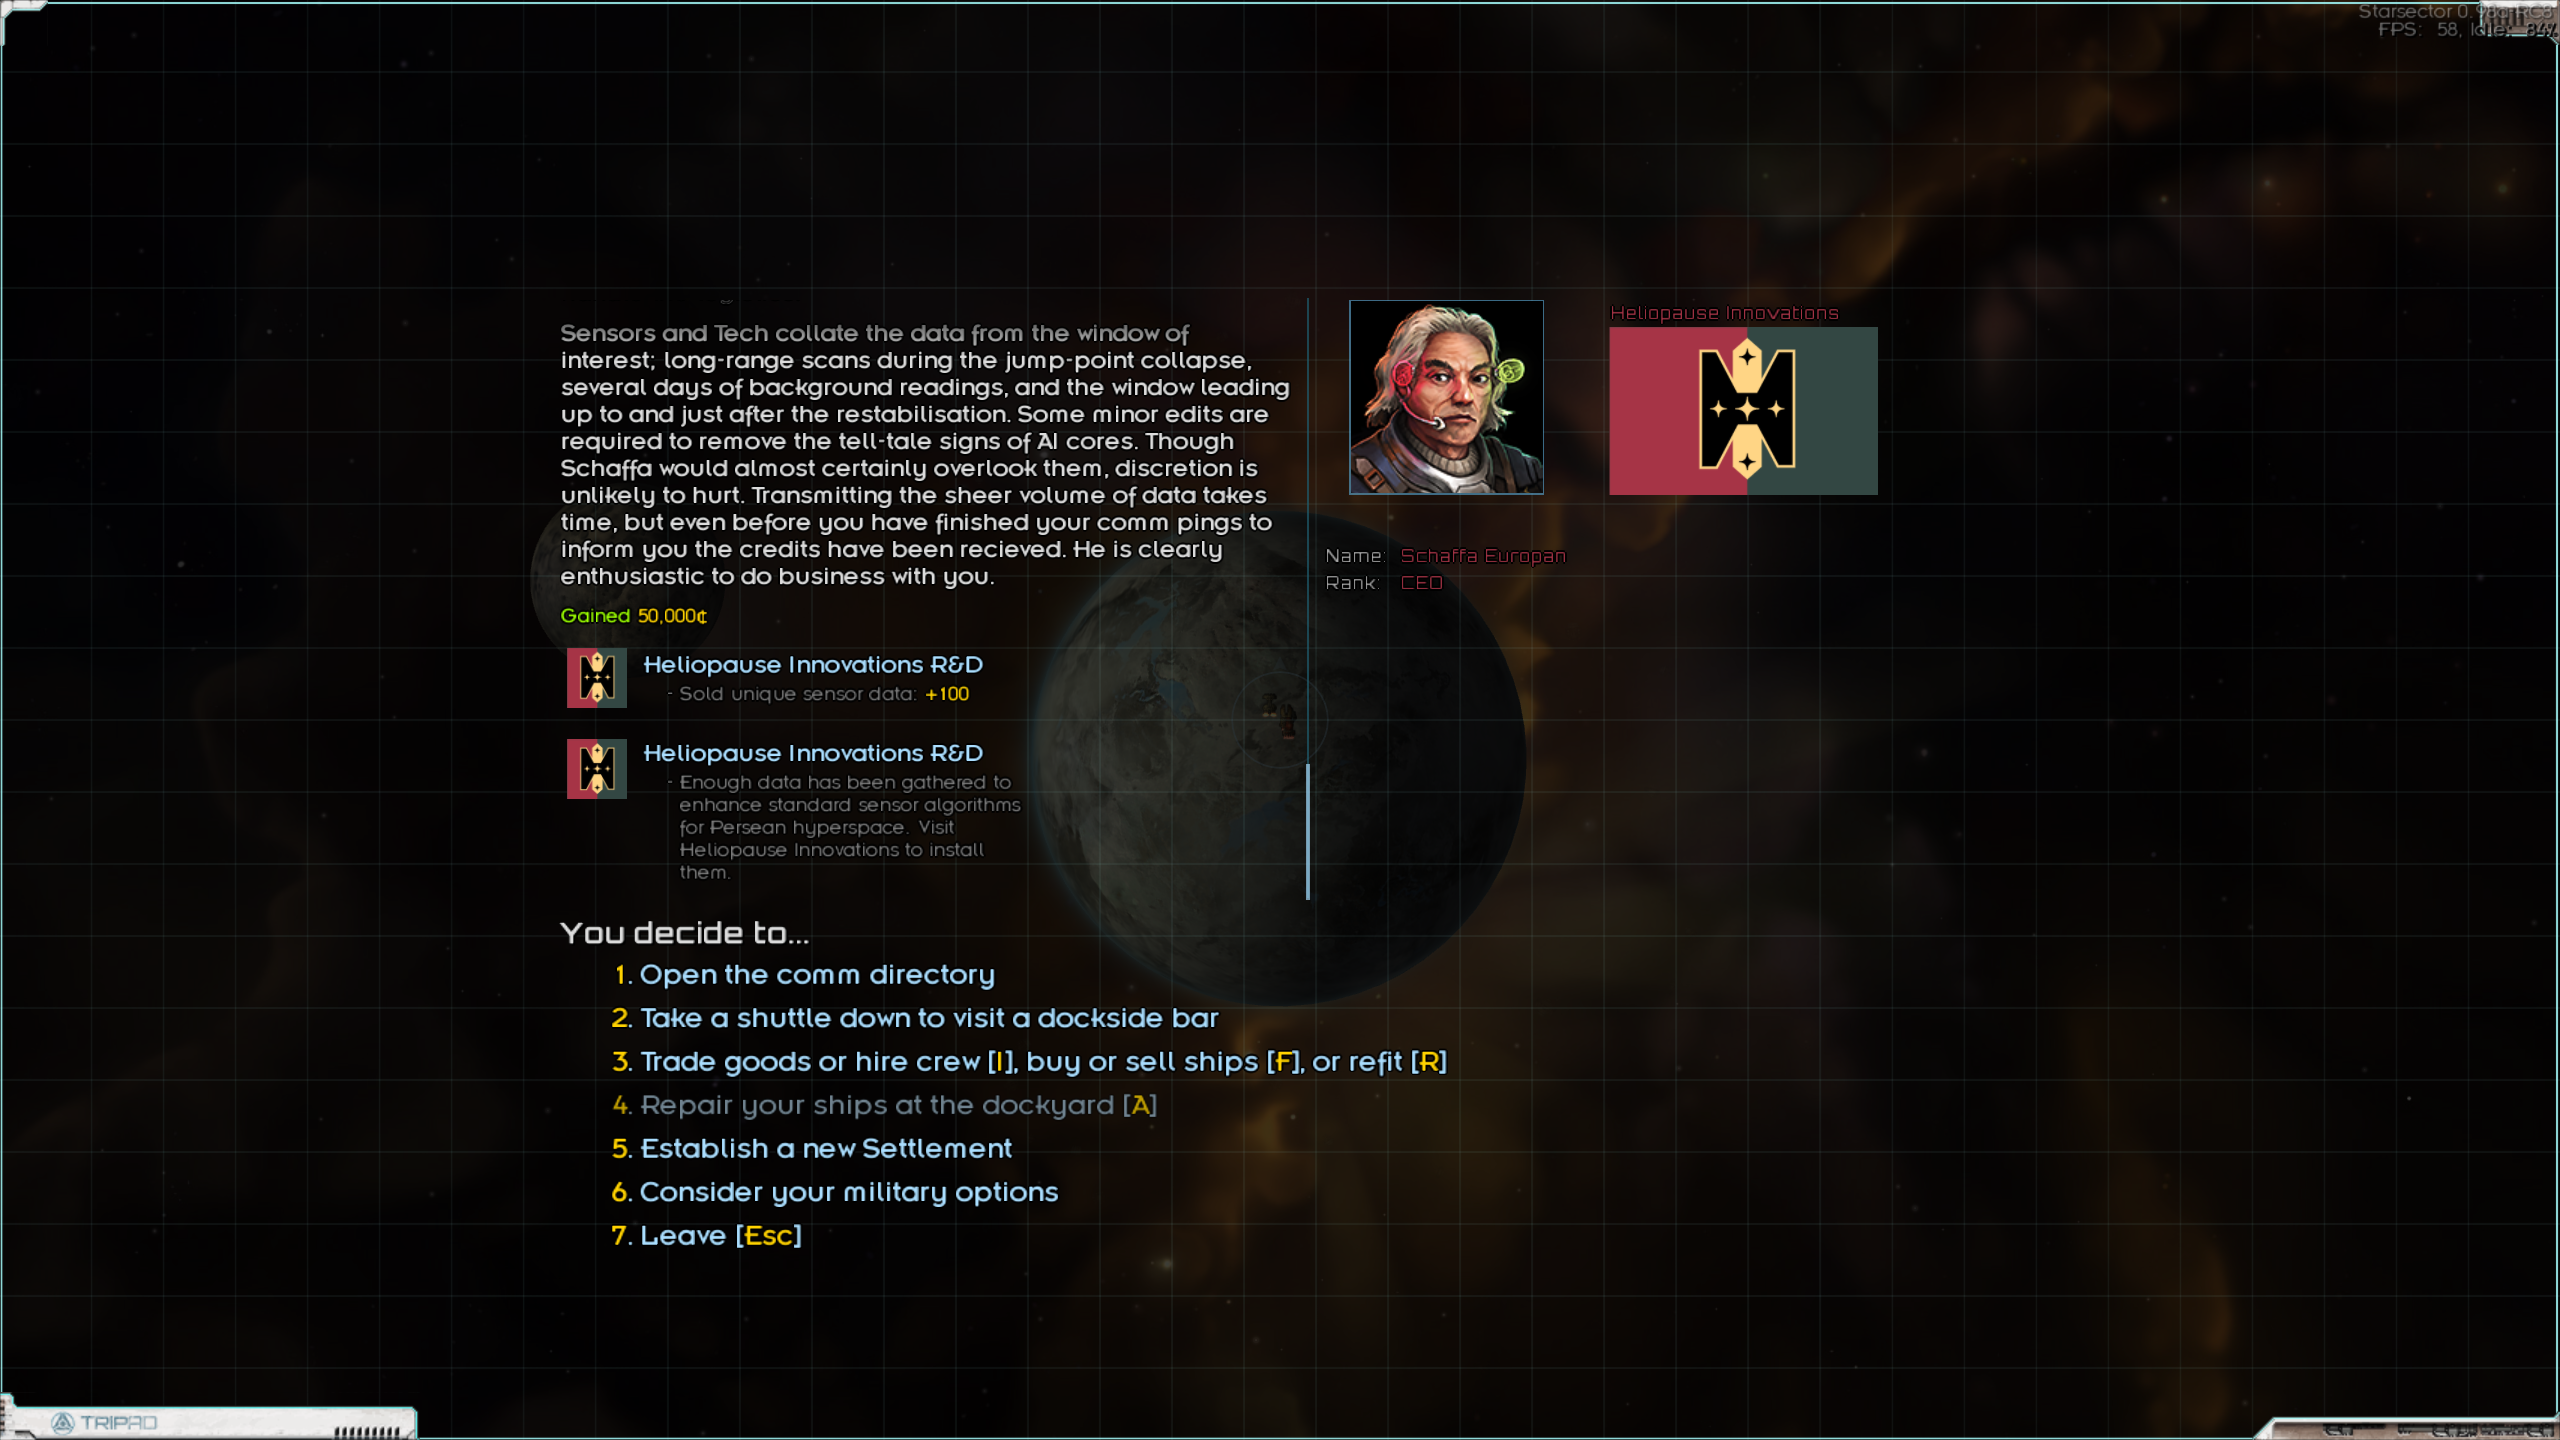 Starsector 0.
FPS: 58, Idle: 84%
Sensors and Tech collate the data from the window of
interest; long-range scans during the jump-point collapse,
several days of background readings, and the window leading
up to and just after the restabilisation. Some minor edits are
required to remove the tell-tale signs of AI cores. Though
Schaffa would almost certainly overlook them, discretion is
unlikely to hurt. Transmitting the sheer volume of data takes
time, but even before you have finished your comm pings to
inform you the credits have been recieved. He is clearly
enthusiastic to do business with you.
Gained 50,000¢
Heliopause Innovations R&D
- Sold unique sensor data: +100
Heliopause Innovations R&D
- Enough data has been gathered to
enhance standard sensor algorithms
for Persean hyperspace. Visit
Heliopause Innovations to install
them.
Heliopause Innovations
Name: Schaffa Europan
Rank: CEO
You decide to...
1. Open the comm directory
2. Take a shuttle down to visit a dockside bar
3. Trade goods or hire crew [I], buy or sell ships [F], or refit [R]
4. Repair your ships at the dockyard [A]
5. Establish a new Settlement
6. Consider your military options
7. Leave [Esc]
TRIPAD